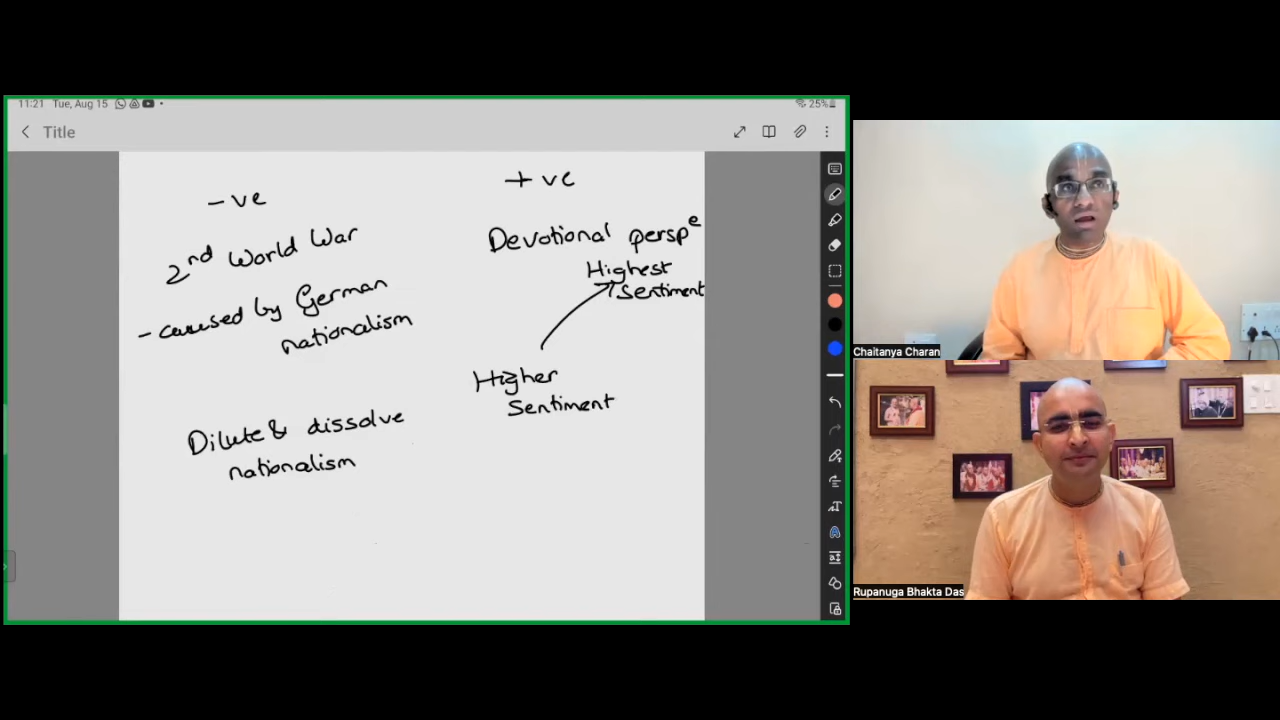 11:21 Tue, Aug 15
25%
Title
-ve
2nd World War
- caused by German
nationalism
Dilute & dissolve
nationalism
+ve
Devotional perspe
Highest
Sentiment
Higher
Sentiment
Chaitanya Charan
Rupanuga Bhakta Das